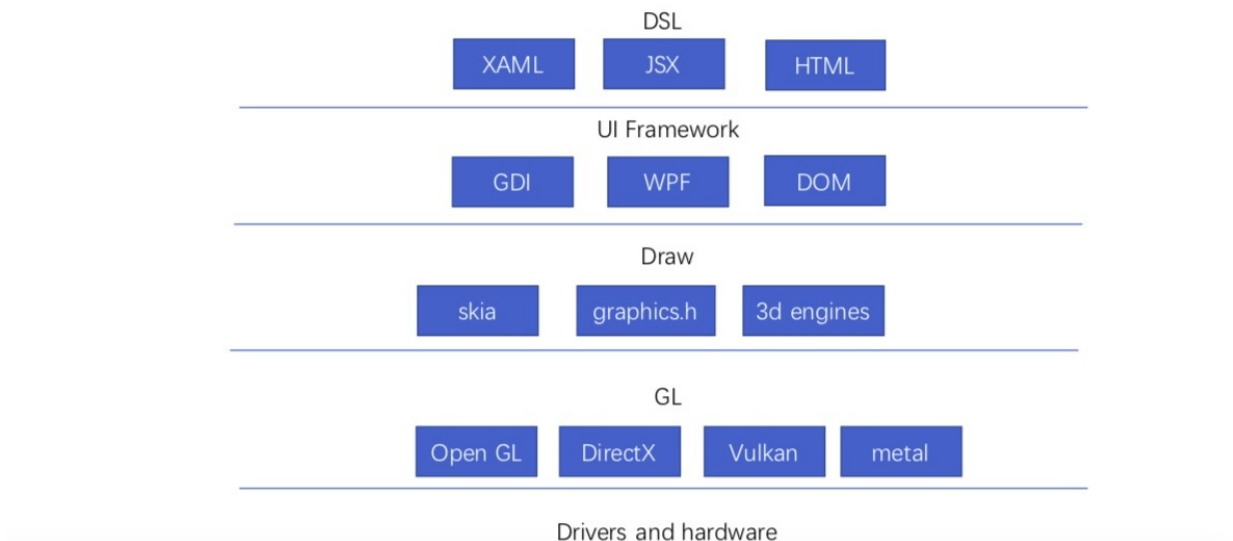 DSL
XAML JSX HTML
UI Framework
GDI WPF DOM
Draw
skia graphics.h 3d engines
GL
Open GL DirectX Vulkan metal
Drivers and hardware